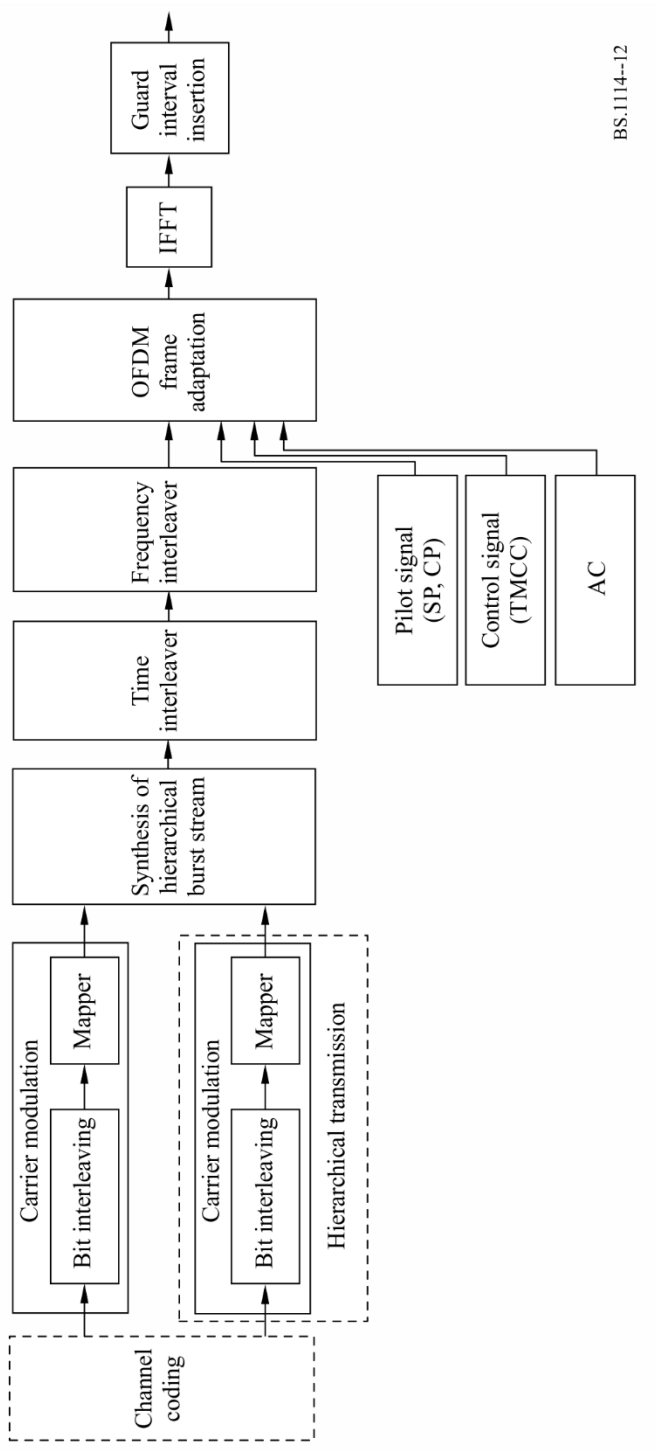 Channel
coding
Carrier modulation
Bit interleaving
Mapper
Carrier modulation
Bit interleaving
Mapper
Hierarchical transmission
Synthesis of
hierarchical
burst stream
Time
interleaver
Frequency
interleaver
OFDM
frame
adaptation
IFFT
Guard
interval
insertion
Pilot signal
(SP, CP)
Control signal
(TMCC)
AC
BS.1114--12